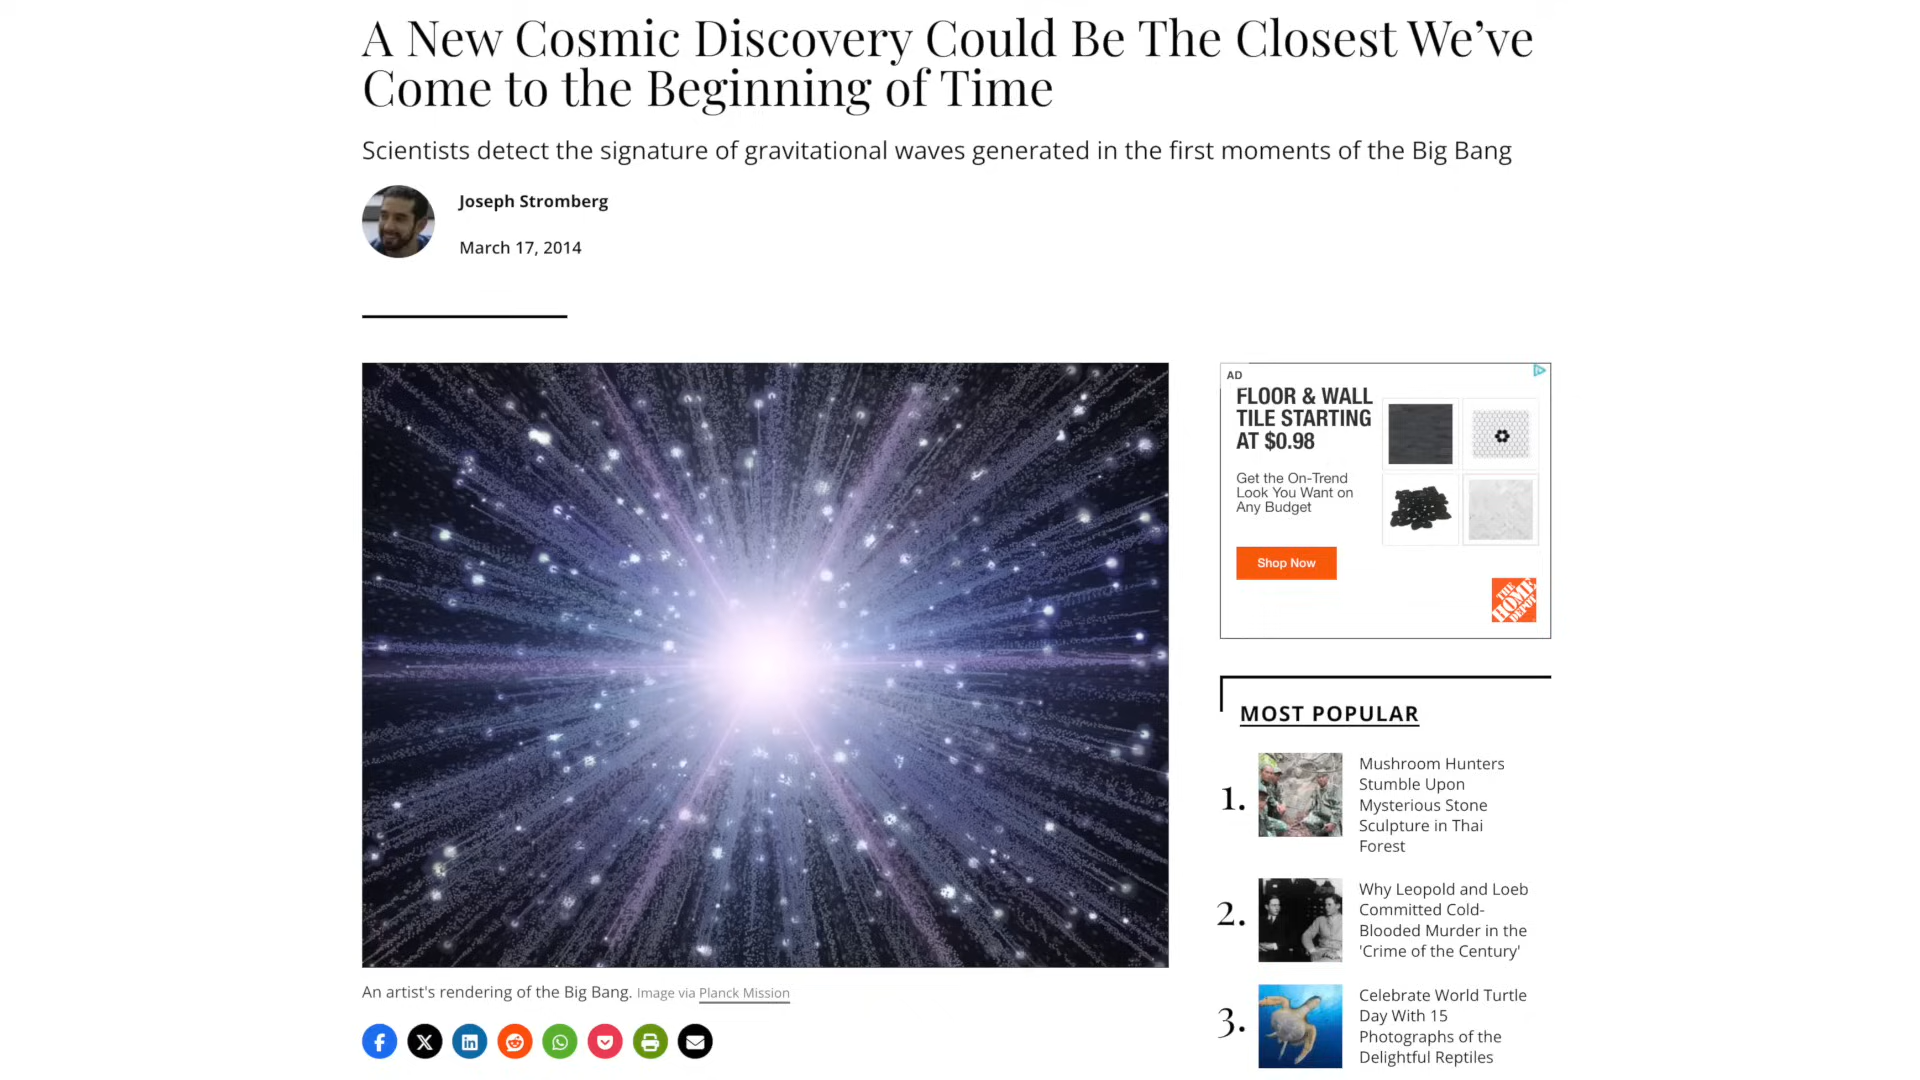 A New Cosmic Discovery Could Be The Closest We’ve
Come to the Beginning of Time
Scientists detect the signature of gravitational waves generated in the first moments of the Big Bang
Joseph Stromberg
March 17, 2014
AD
FLOOR & WALL
TILE STARTING
AT $0.98
Get the On-Trend
Look You Want on
Any Budget
Shop Now
THE
HOME
DEPOT
MOST POPULAR
1.
Mushroom Hunters
Stumble Upon
Mysterious Stone
Sculpture in Thai
Forest
2.
Why Leopold and Loeb
Committed Cold-
Blooded Murder in the
'Crime of the Century'
3.
Celebrate World Turtle
Day With 15
Photographs of the
Delightful Reptiles
An artist's rendering of the Big Bang. Image via Planck Mission